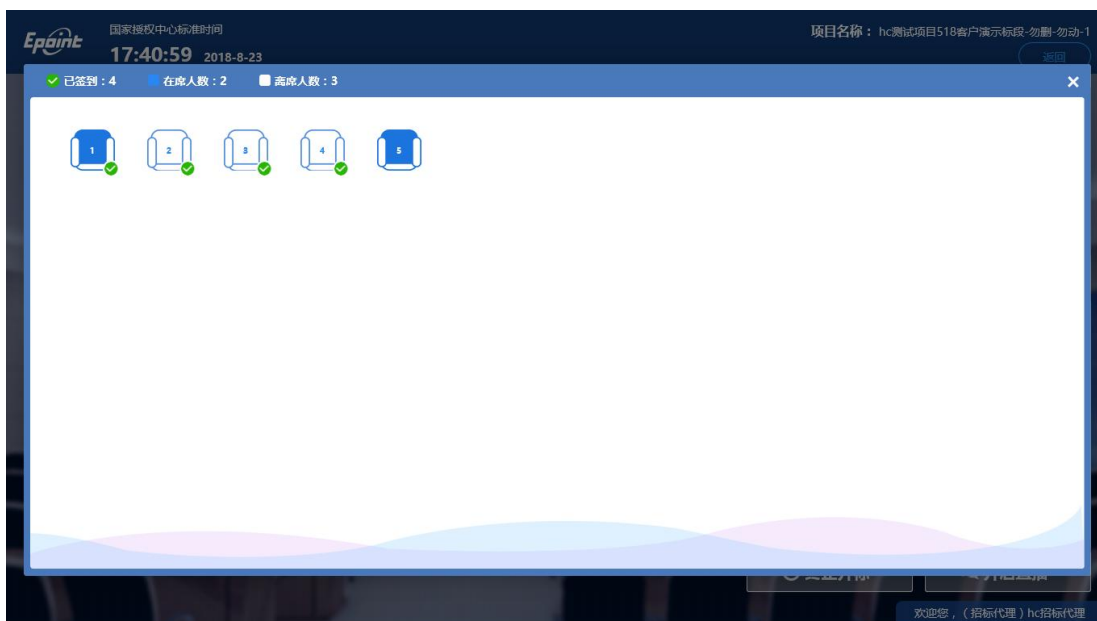 Epoint
国家授权中心标准时间
17:40:59 2018-8-23
项目名称：hc测试项目518客户演示标段-勿删-勿动-1
返回
已签到：4 在席人数：2 离席人数：3
1 2 3 4 5
欢迎您，（招标代理）hc招标代理